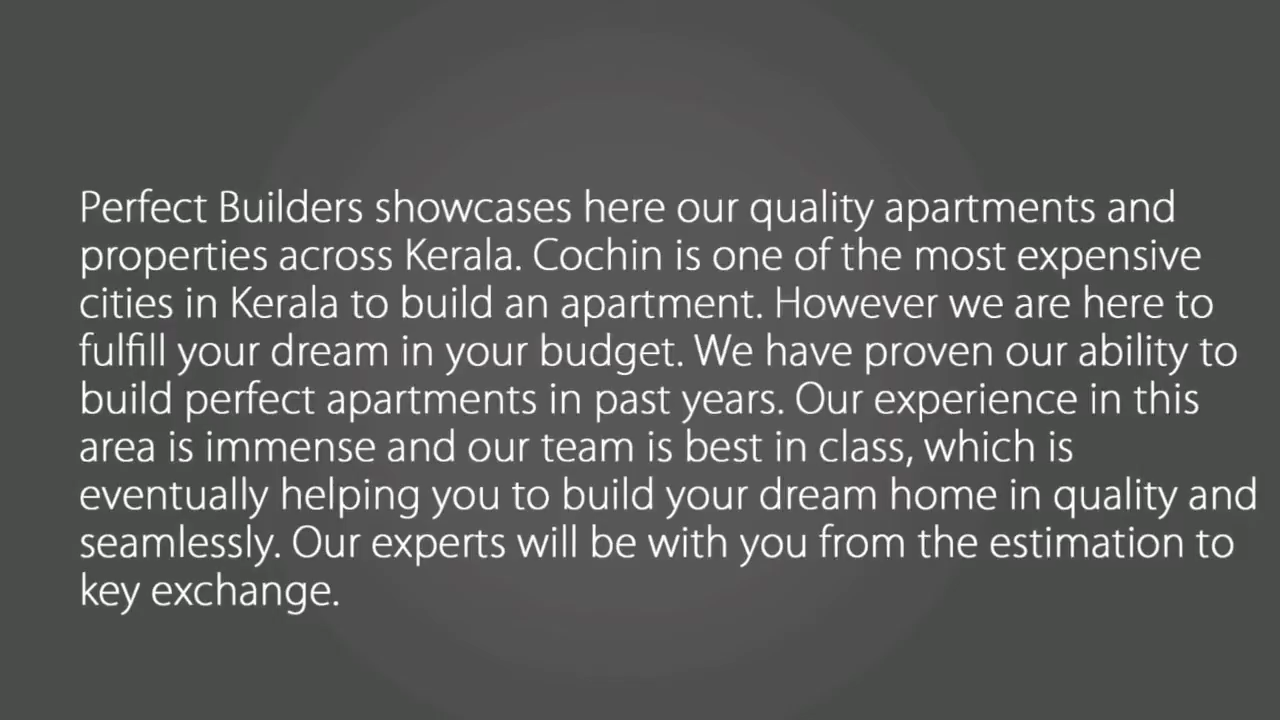 Perfect Builders showcases here our quality apartments and
properties across Kerala. Cochin is one of the most expensive
cities in Kerala to build an apartment. However we are here to
fulfill your dream in your budget. We have proven our ability to
build perfect apartments in past years. Our experience in this
area is immense and our team is best in class, which is
eventually helping you to build your dream home in quality and
seamlessly. Our experts will be with you from the estimation to
key exchange.